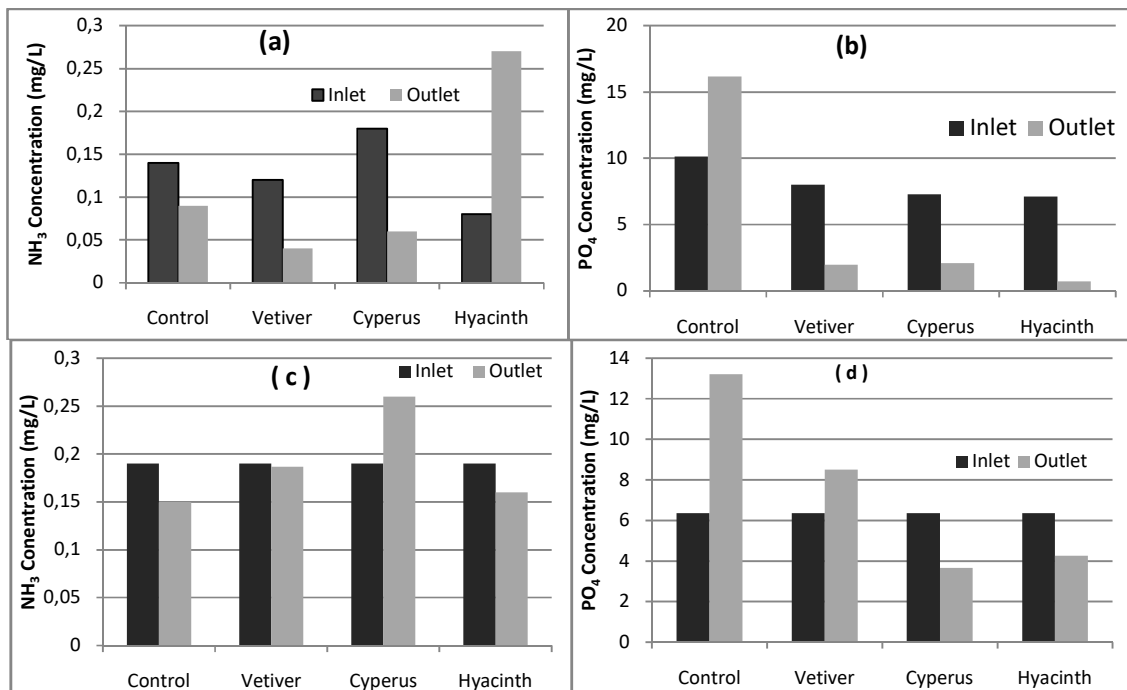 (a)
NH₃ Concentration (mg/L)
0,3
0,25
0,2
0,15
0,1
0,05
0
Inlet Outlet
Control Vetiver Cyperus Hyacinth
(b)
PO₄ Concentration (mg/L)
20
15
10
5
0
Inlet Outlet
Control Vetiver Cyperus Hyacinth
( c )
NH₃ Conentration (mg/L)
0,3
0,25
0,2
0,15
0,1
0,05
0
Inlet Outlet
Control Vetiver Cyperus Hyacinth
( d )
PO₄ Concentration (mg/L)
14
12
10
8
6
4
2
0
Inlet Outlet
Control Vetiver Cyperus Hyacinth